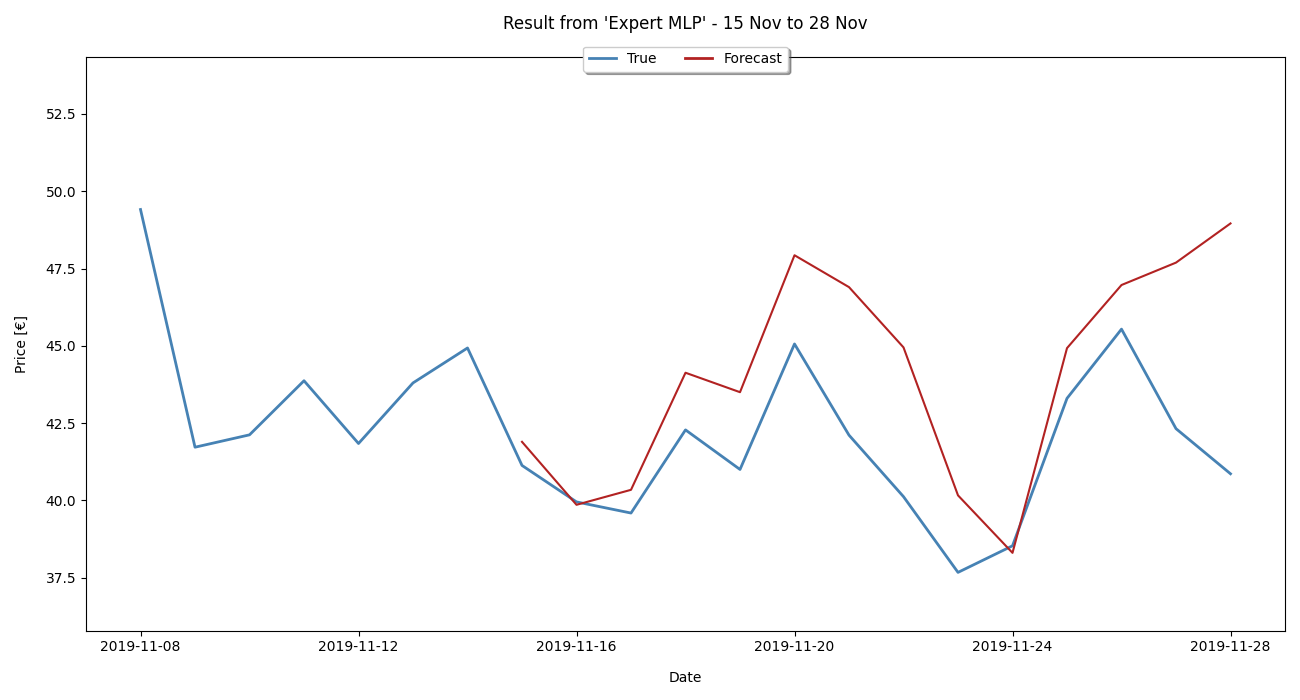 Result from 'Expert MLP' - 15 Nov to 28 Nov
True
Forecast
52.5
50.0
47.5
45.0
42.5
40.0
37.5
Price [€]
2019-11-08
2019-11-12
2019-11-16
2019-11-20
2019-11-24
2019-11-28
Date